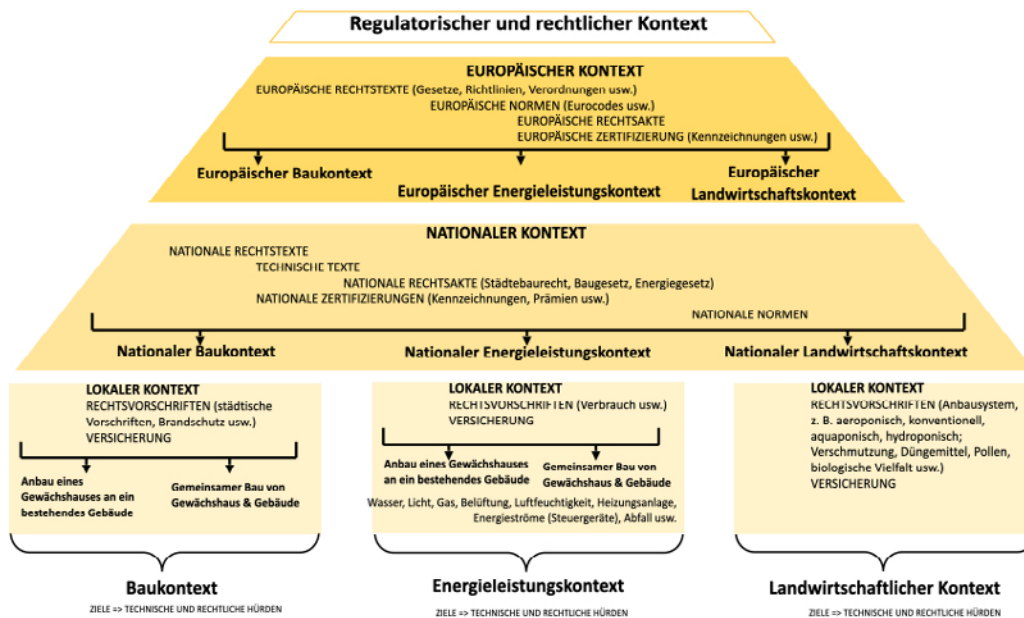 Regulatorischer und rechtlicher Kontext
EUROPÄISCHER KONTEXT
EUROPÄISCHE RECHTSTEXTE (Gesetze, Richtlinien, Verordnungen usw.)
EUROPÄISCHE NORMEN (Eurocodes usw.)
EUROPÄISCHE RECHTSAKTE
EUROPÄISCHE ZERTIFIZIERUNG (Kennzeichnungen usw.)
Europäischer Baukontext
Europäischer Energieleistungskontext
Europäischer
Landwirtschaftskontext
NATIONALER KONTEXT
NATIONALE RECHTSTEXTE
TECHNISCHE TEXTE
NATIONALE RECHTSAKTE (Städtebaurecht, Baugesetz, Energiegesetz)
NATIONALE ZERTIFIZIERUNGEN (Kennzeichnungen, Prämien usw.)
NATIONALE NORMEN
Nationaler Baukontext
Nationaler Energieleistungskontext
Nationaler Landwirtschaftskontext
LOKALER KONTEXT
RECHTSVORSCHRIFTEN (städtische
Vorschriften, Brandschutz usw.)
VERSICHERUNG
Anbau eines
Gewächshauses an ein
bestehendes Gebäude
Gemeinsamer Bau von
Gewächshaus & Gebäude
LOKALER KONTEXT
RECHTSVORSCHRIFTEN (Verbrauch usw.)
VERSICHERUNG
Anbau eines Gewächshauses
an ein bestehendes Gebäude
Gemeinsamer Bau von
Gewächshaus & Gebäude
Wasser, Licht, Gas, Belüftung, Luftfeuchtigkeit, Heizungsanlage,
Energieströme (Steuergeräte), Abfall usw.
LOKALER KONTEXT
RECHTSVORSCHRIFTEN (Anbausystem,
z. B. aeroponisch, konventionell,
aquaponisch, hydroponisch;
Verschmutzung, Düngemittel, Pollen,
biologische Vielfalt usw.)
VERSICHERUNG
Baukontext
ZIELE => TECHNISCHE UND RECHTLICHE HÜRDEN
Energieleistungskontext
ZIELE => TECHNISCHE UND RECHTLICHE HÜRDEN
Landwirtschaftlicher Kontext
ZIELE => TECHNISCHE UND RECHTLICHE HÜRDEN